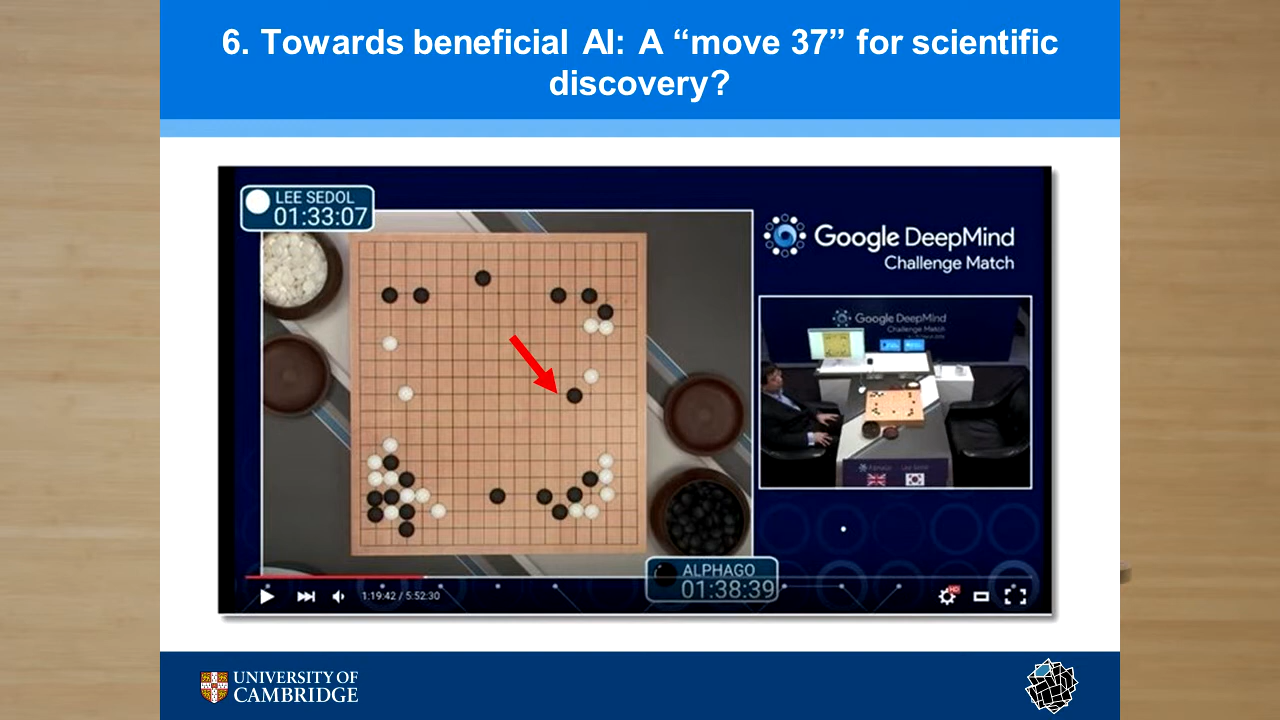 6. Towards beneficial AI: A “move 37” for scientific
discovery?
LEE SEDOL
01:33:07
Google DeepMind
Challenge Match
Google DeepMind
Challenge Match
ALPHAGO
01:38:39
1:19:42 / 5:52:30
HD
UNIVERSITY OF
CAMBRIDGE